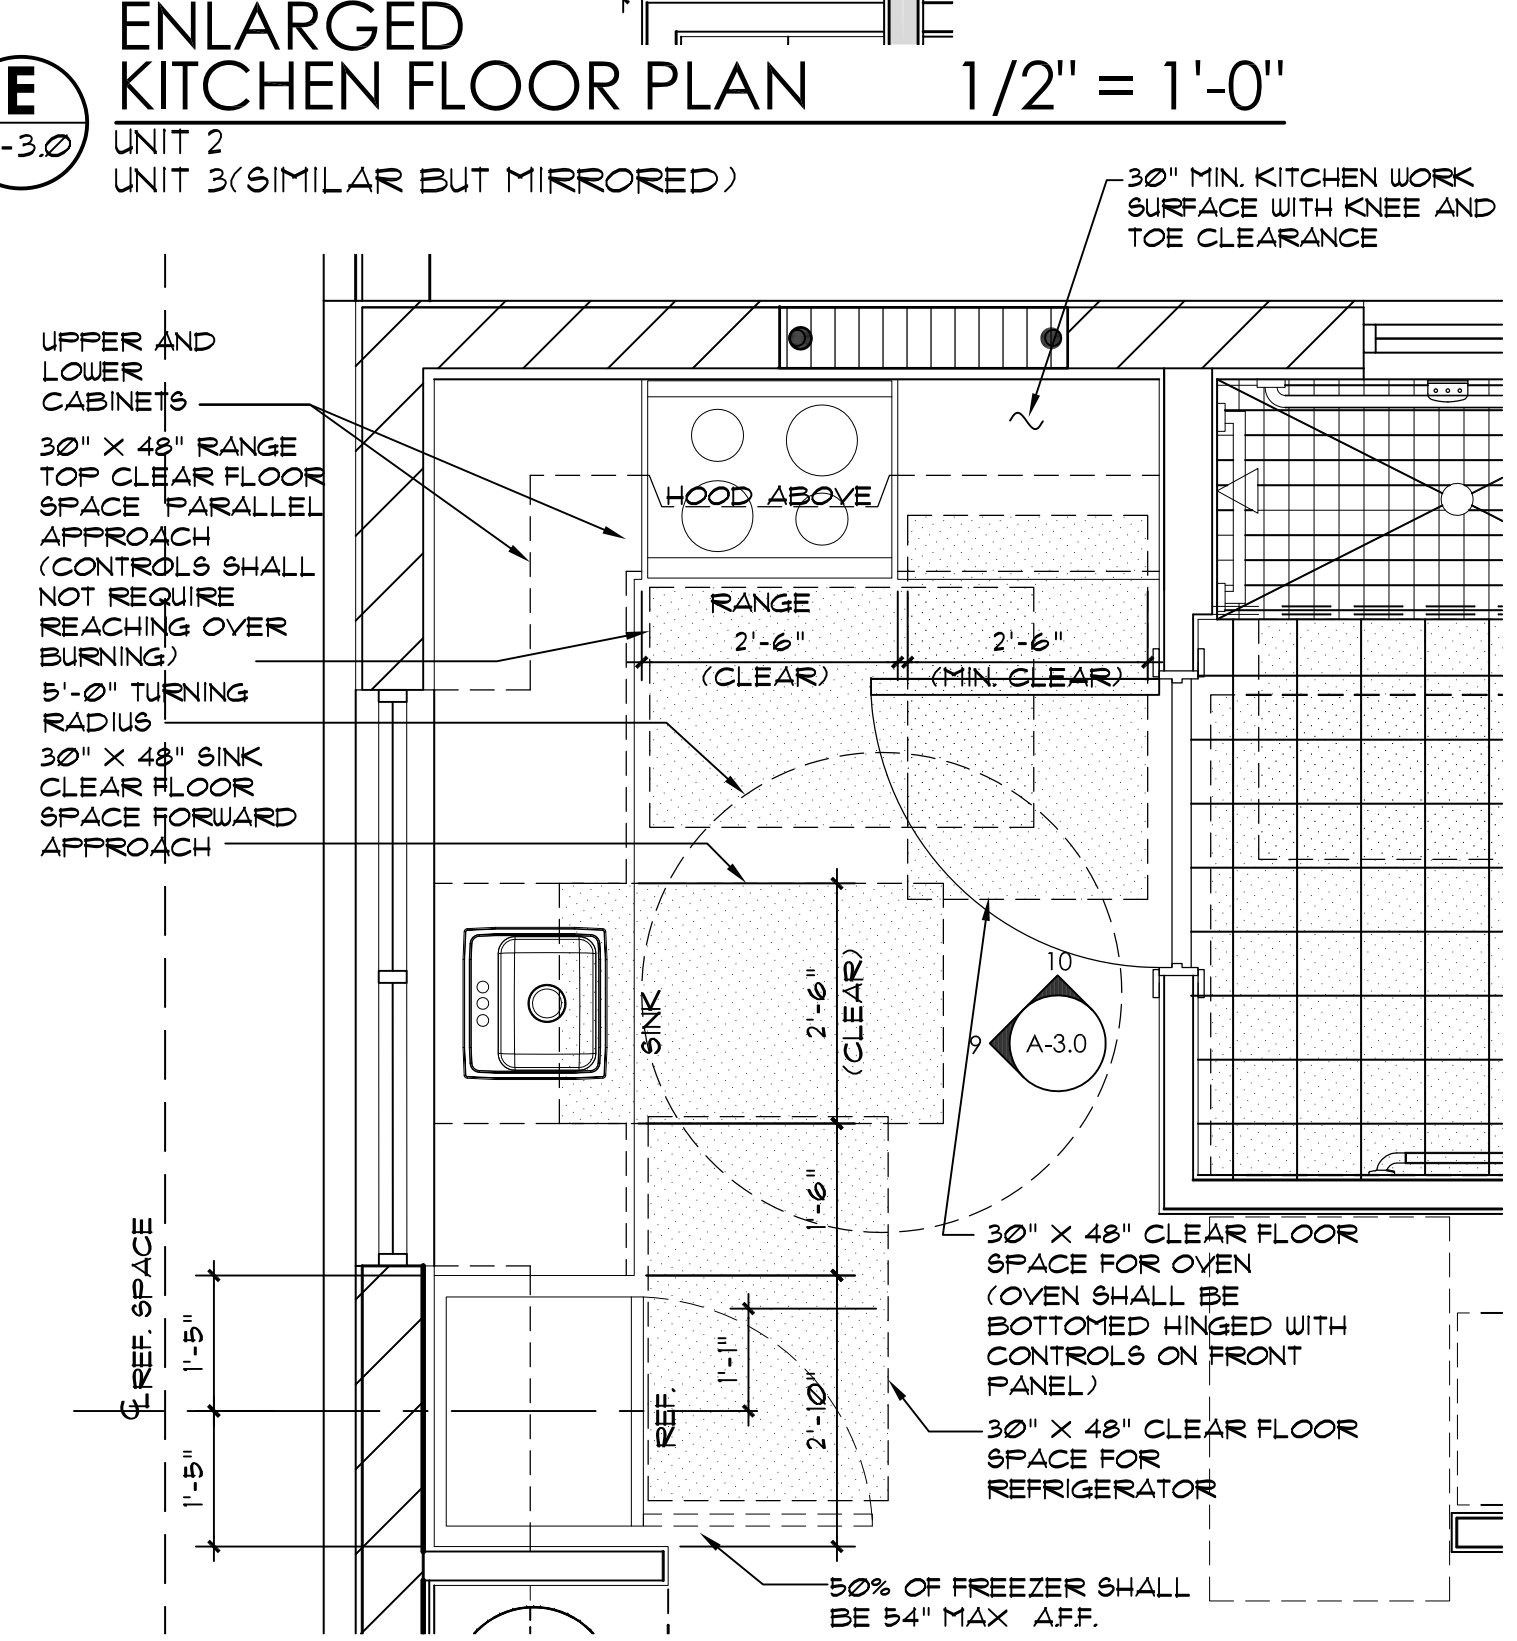 ENLARGED
KITCHEN FLOOR PLAN 1/2" = 1'-0"
E
-3.0
UNIT 2
UNIT 3(SIMILAR BUT MIRRORED)
30" MIN. KITCHEN WORK
SURFACE WITH KNEE AND
TOE CLEARANCE
UPPER AND
LOWER
CABINETS
30" X 48" RANGE
TOP CLEAR FLOOR
SPACE PARALLEL
APPROACH
(CONTROLS SHALL
NOT REQUIRE
REACHING OVER
BURNING)
5'-0" TURNING
RADIUS
30" X 48" SINK
CLEAR FLOOR
SPACE FORWARD
APPROACH
HOOD ABOVE
RANGE
2'-6"
(CLEAR)
2'-6"
(MIN. CLEAR)
SINK
2'-6"
(CLEAR)
10
9
A-3.0
1'-6"
30" X 48" CLEAR FLOOR
SPACE FOR OVEN
(OVEN SHALL BE
BOTTOMED HINGED WITH
CONTROLS ON FRONT
PANEL)
℄ REF. SPACE
1'-5"
1'-5"
1'-1"
REF.
2'-10"
30" X 48" CLEAR FLOOR
SPACE FOR
REFRIGERATOR
50% OF FREEZER SHALL
BE 54" MAX A.F.F.